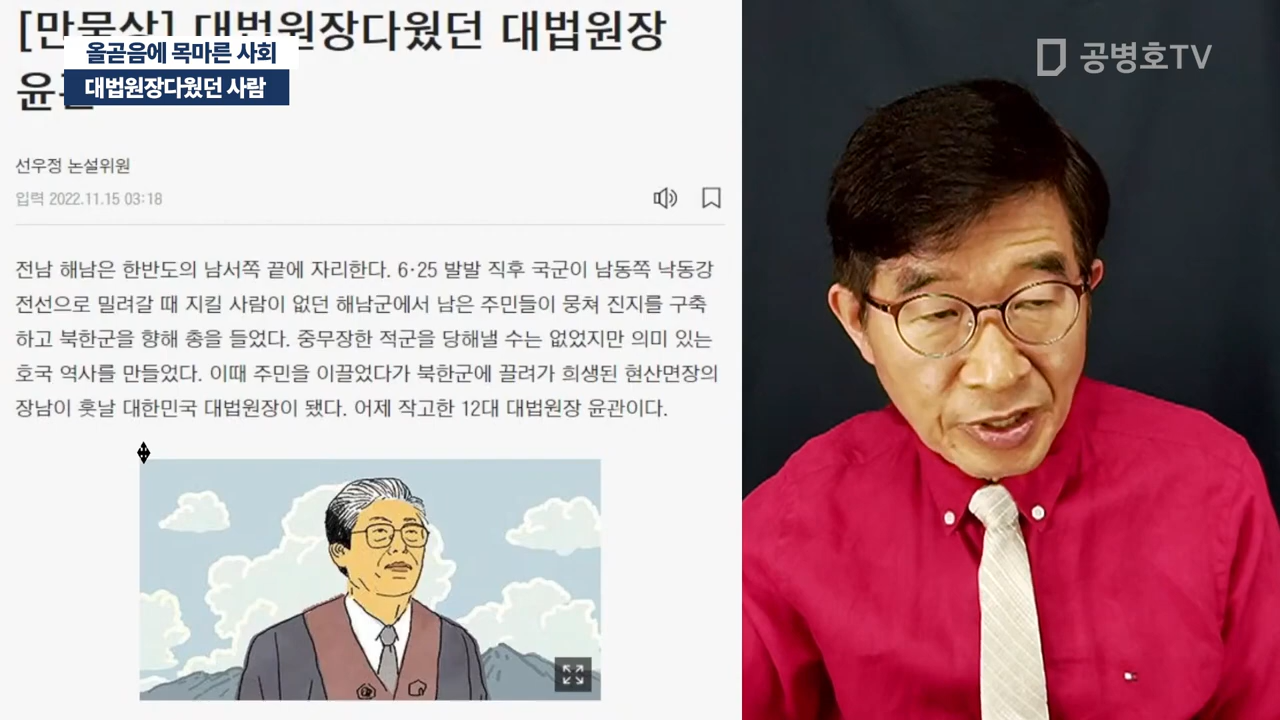 [만물상] 대법원장다웠던 대법원장
올곧음에 목마른 사회
대법원장다웠던 사람
공병호TV
선우정 논설위원
입력 2022.11.15 03:18
전남 해남은 한반도의 남서쪽 끝에 자리한다. 6·25 발발 직후 국군이 남동쪽 낙동강
전선으로 밀려갈 때 지킬 사람이 없던 해남군에서 남은 주민들이 뭉쳐 진지를 구축
하고 북한군을 향해 총을 들었다. 중무장한 적군을 당해낼 수는 없었지만 의미 있는
호국 역사를 만들었다. 이때 주민을 이끌었다가 북한군에 끌려가 희생된 현산면장의
장남이 훗날 대한민국 대법원장이 됐다. 어제 작고한 12대 대법원장 윤관이다.